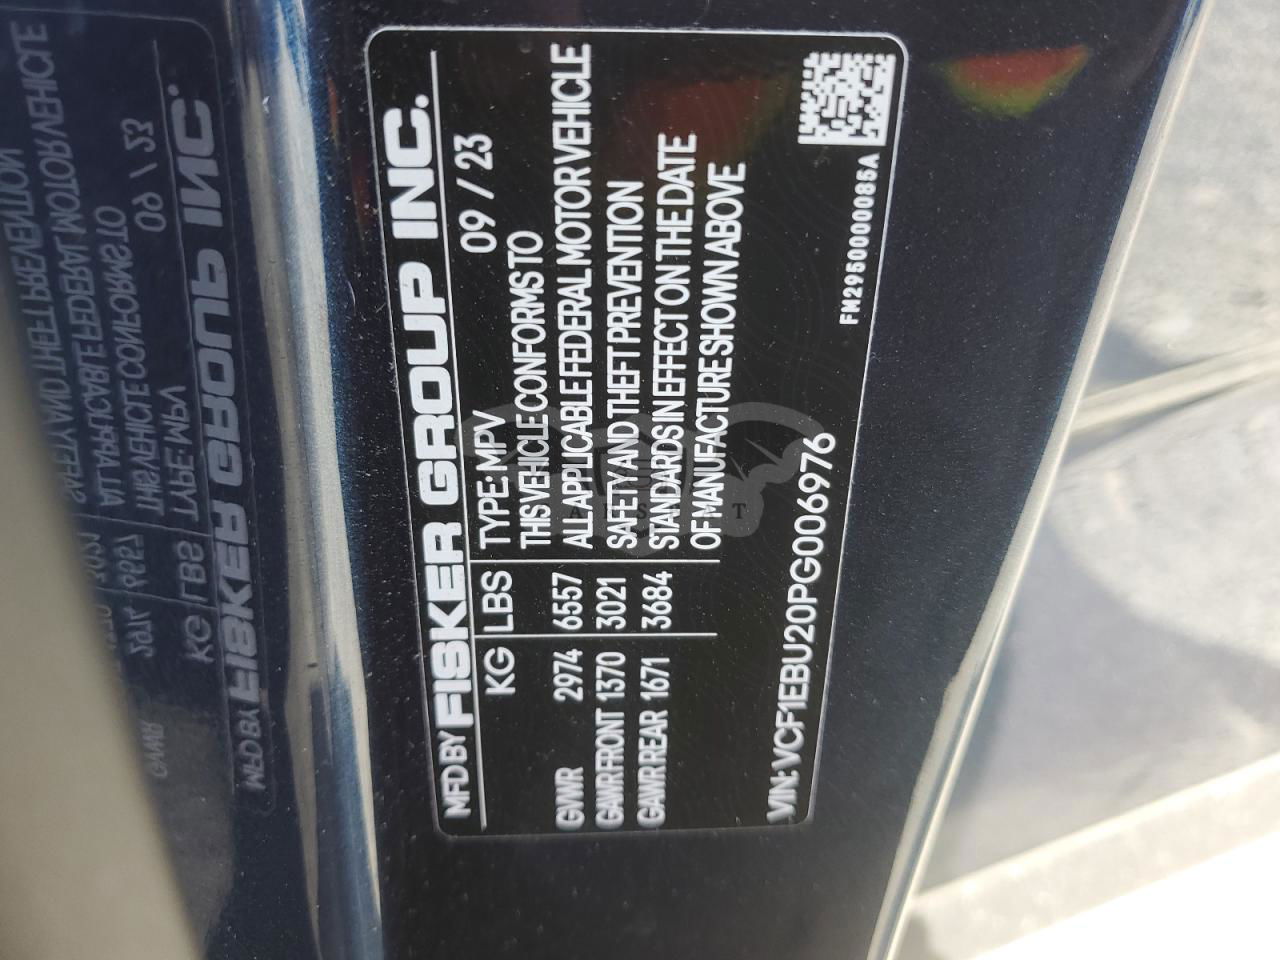 MFD BY FISKER GROUP INC.
KG LBS TYPE: MPV 09 / 23
GVWR 2974 6557
GAWR FRONT 1370 3021
GAWR REAR 1671 3684
THIS VEHICLE CONFORMS TO
ALL APPLICABLE FEDERAL MOTOR VEHICLE
SAFETY AND THEFT PREVENTION
STANDARDS IN EFFECT ON THE DATE
OF MANUFACTURE SHOWN ABOVE
VIN: VCF1EBU20PG006976
FM295000000085A